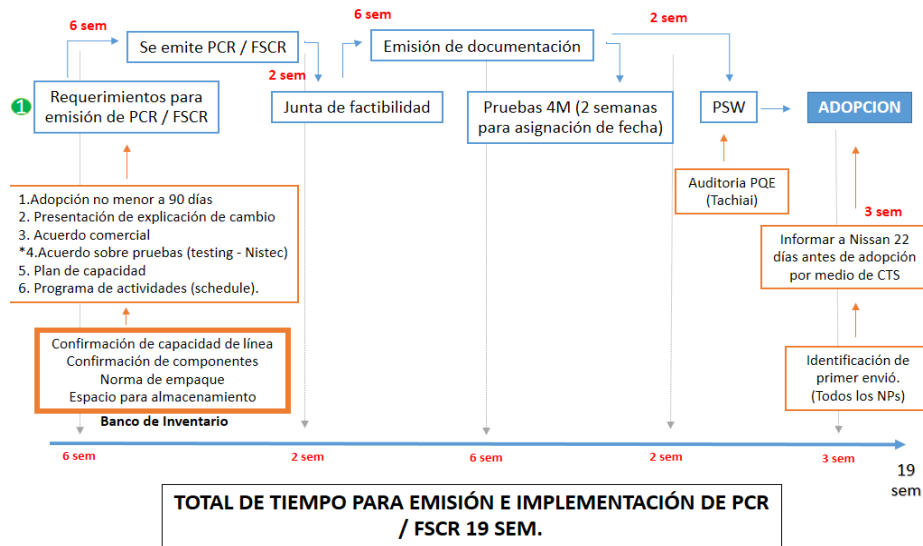 6 sem
Se emite PCR / FSCR
2 sem
6 sem
Emisión de documentación
2 sem
1
Requerimientos para
emisión de PCR / FSCR
Junta de factibilidad
Pruebas 4M (2 semanas
para asignación de fecha)
PSW
ADOPCION
1.Adopción no menor a 90 días
2. Presentación de explicación de cambio
3. Acuerdo comercial
*4.Acuerdo sobre pruebas (testing - Nistec)
5. Plan de capacidad
6. Programa de actividades (schedule).
Auditoria PQE
(Tachiai)
3 sem
Informar a Nissan 22
días antes de adopción
por medio de CTS
Confirmación de capacidad de línea
Confirmación de componentes
Norma de empaque
Espacio para almacenamiento
Banco de Inventario
Identificación de
primer envió.
(Todos los NPs)
6 sem
2 sem
6 sem
2 sem
3 sem
19
sem
TOTAL DE TIEMPO PARA EMISIÓN E IMPLEMENTACIÓN DE PCR
/ FSCR 19 SEM.